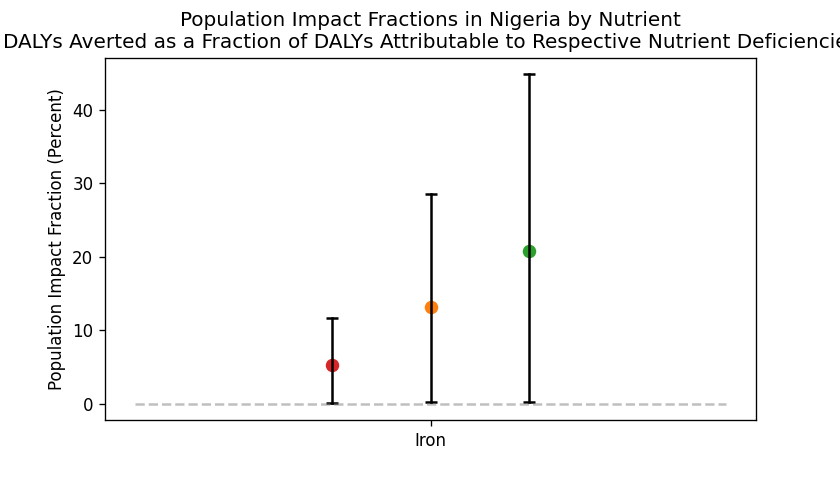 Population Impact Fractions in Nigeria by Nutrient
DALYs Averted as a Fraction of DALYs Attributable to Respective Nutrient Deficiencie
Population Impact Fraction (Percent)
40
30
20
10
0
Iron